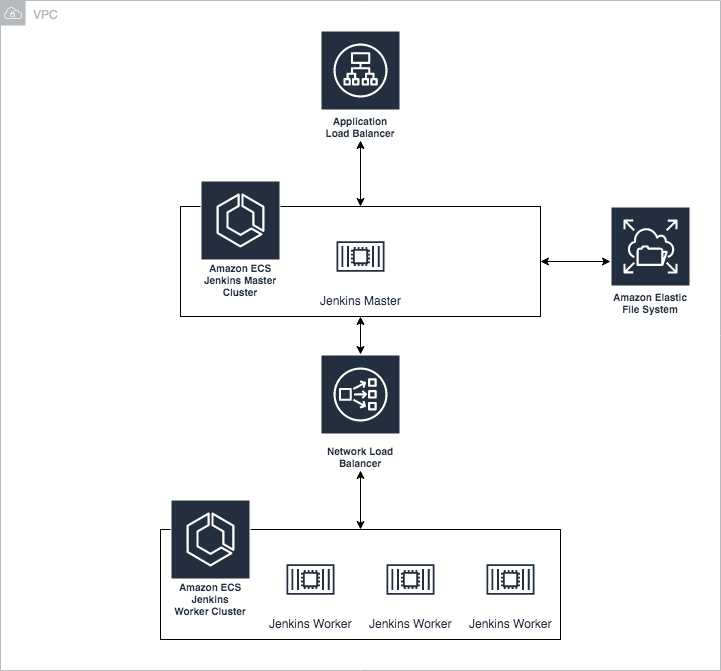 VPC
Application
Load Balancer
Amazon ECS
Jenkins Master
Cluster
Jenkins Master
Amazon Elastic
File System
Network Load
Balancer
Amazon ECS
Jenkins
Worker Cluster
Jenkins Worker
Jenkins Worker
Jenkins Worker